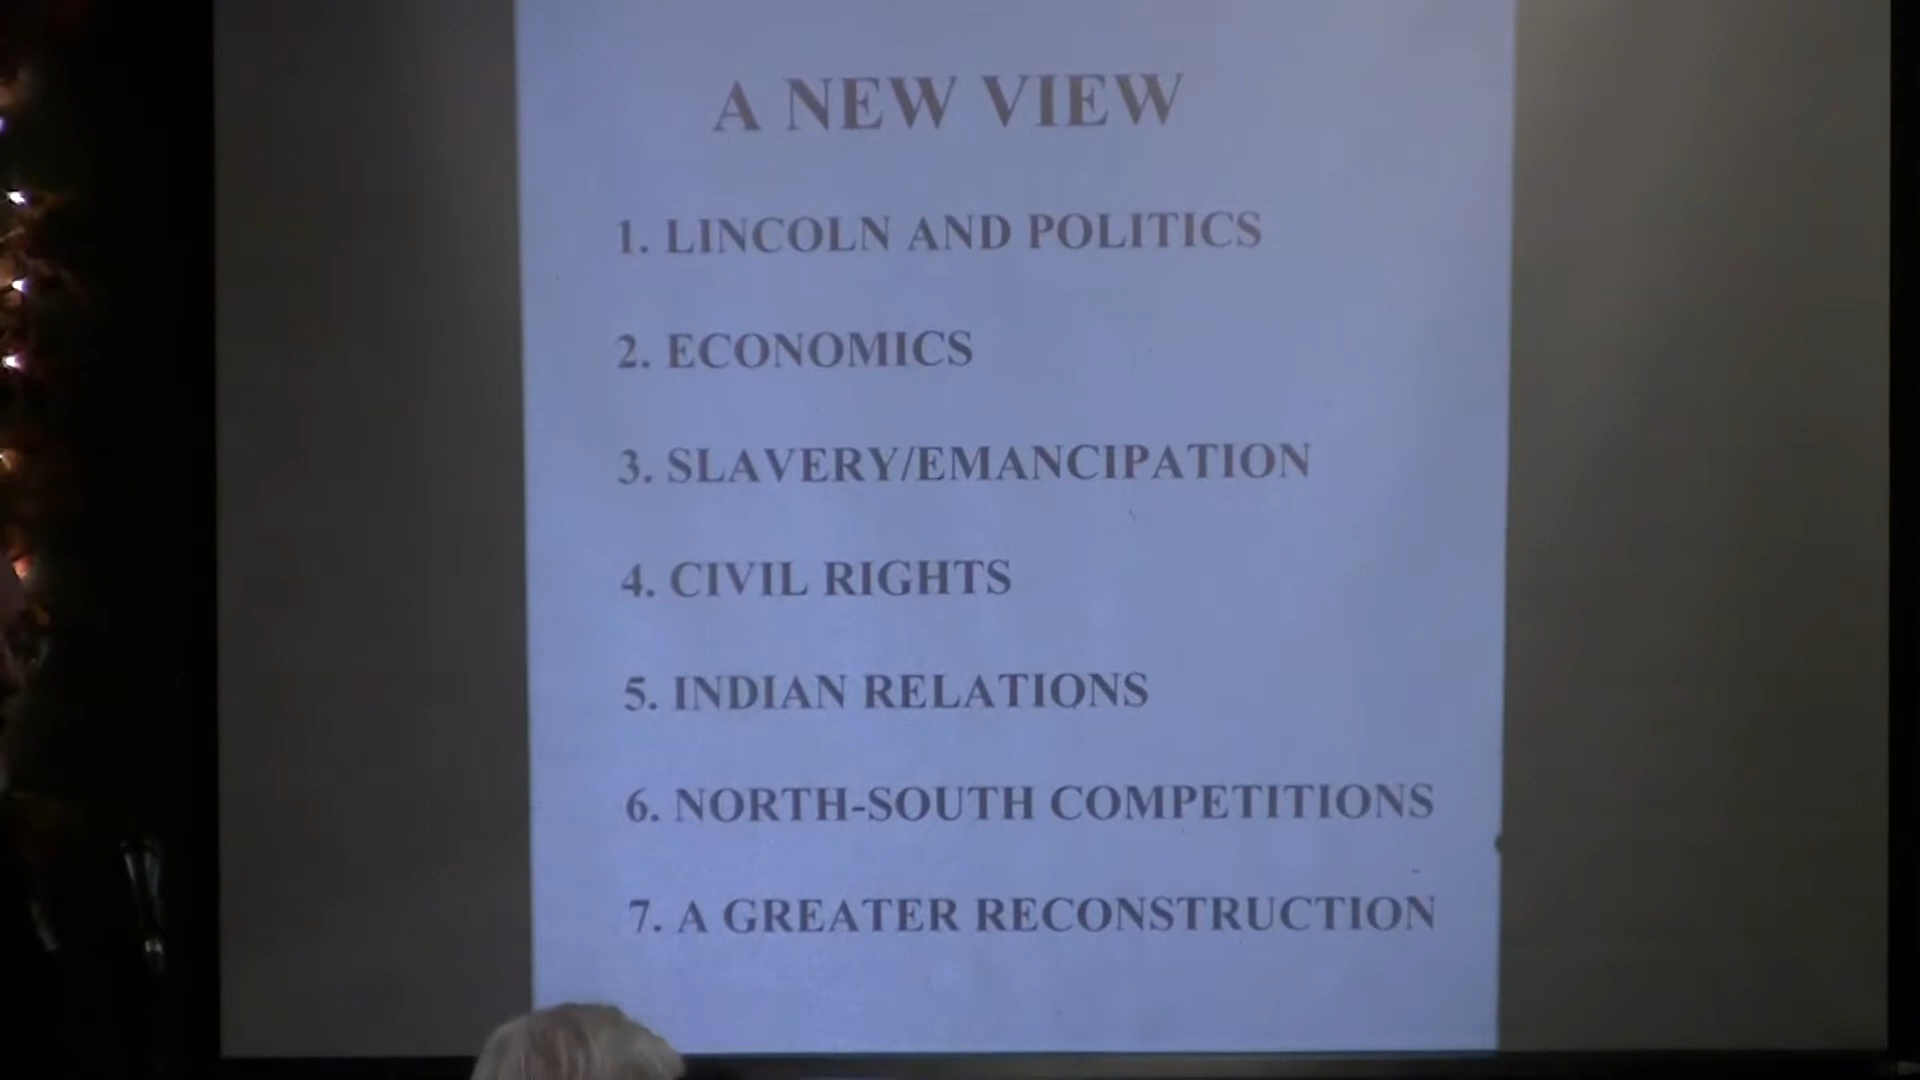 A NEW VIEW
1. LINCOLN AND POLITICS
2. ECONOMICS
3. SLAVERY/EMANCIPATION
4. CIVIL RIGHTS
5. INDIAN RELATIONS
6. NORTH-SOUTH COMPETITIONS
7. A GREATER RECONSTRUCTION